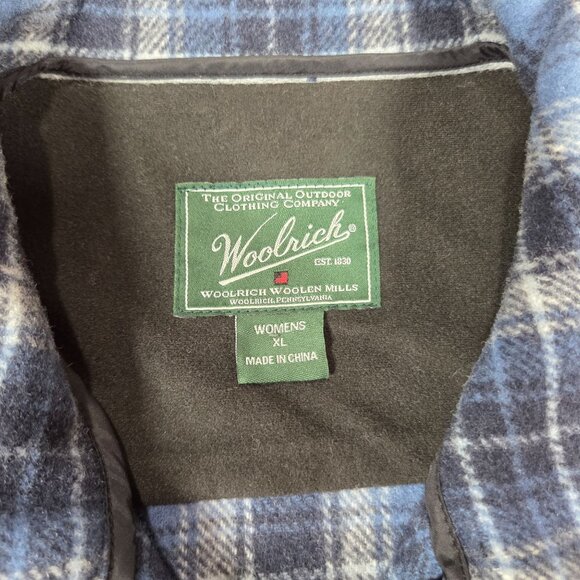 THE ORIGINAL OUTDOOR
CLOTHING COMPANY
Woolrich®
EST. 1830
WOOLRICH WOOLEN MILLS
WOOLRICH, PENNSYLVANIA
WOMENS
XL
MADE IN CHINA